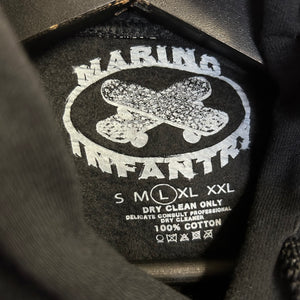 MARINO
INFANTRY
S M L XL XXL
DRY CLEAN ONLY
DELICATE CONSULT PROFESSIONAL
DRY CLEANER
100% COTTON